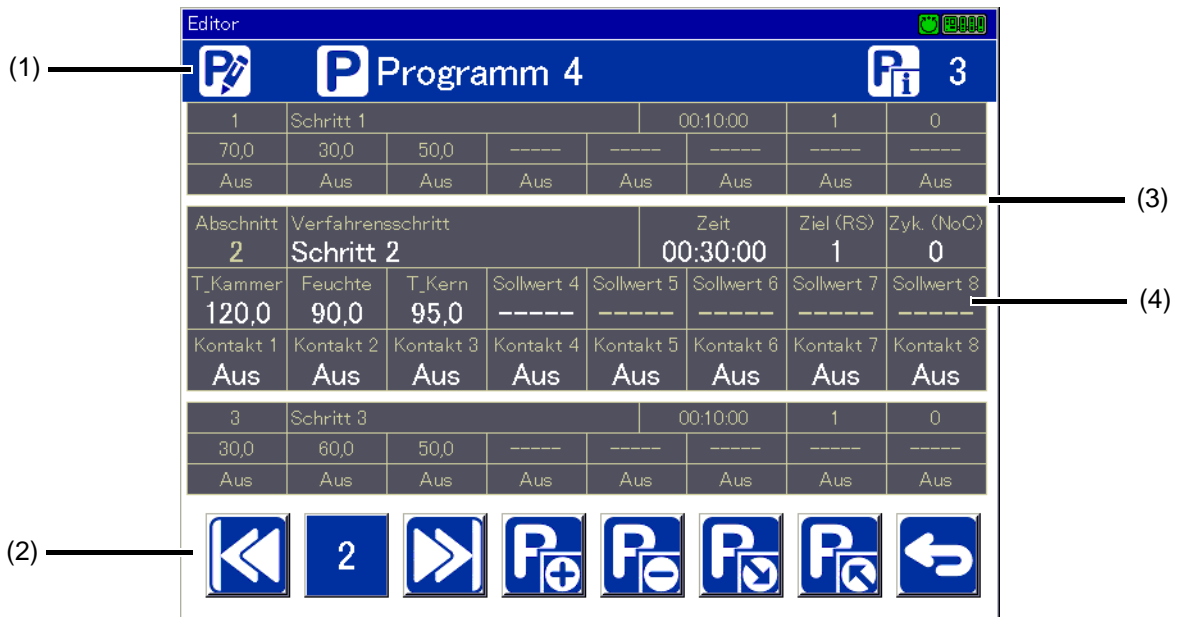 Editor
(1)
P
P Programm 4
P i 3
1 Schritt 1 00:10:00 1 0
70,0 30,0 50,0 ----- ----- ----- ----- -----
Aus Aus Aus Aus Aus Aus Aus Aus
(3)
Abschnitt Verfahrensschritt Zeit Ziel (RS) Zyk. (NoC)
2 Schritt 2 00:30:00 1 0
T_Kammer Feuchte T_Kern Sollwert 4 Sollwert 5 Sollwert 6 Sollwert 7 Sollwert 8
(4)
120,0 90,0 95,0 ----- ----- ----- ----- -----
Kontakt 1 Kontakt 2 Kontakt 3 Kontakt 4 Kontakt 5 Kontakt 6 Kontakt 7 Kontakt 8
Aus Aus Aus Aus Aus Aus Aus Aus
3 Schritt 3 00:10:00 1 0
30,0 60,0 50,0 ----- ----- ----- ----- -----
Aus Aus Aus Aus Aus Aus Aus Aus
(2)
2 P P P P